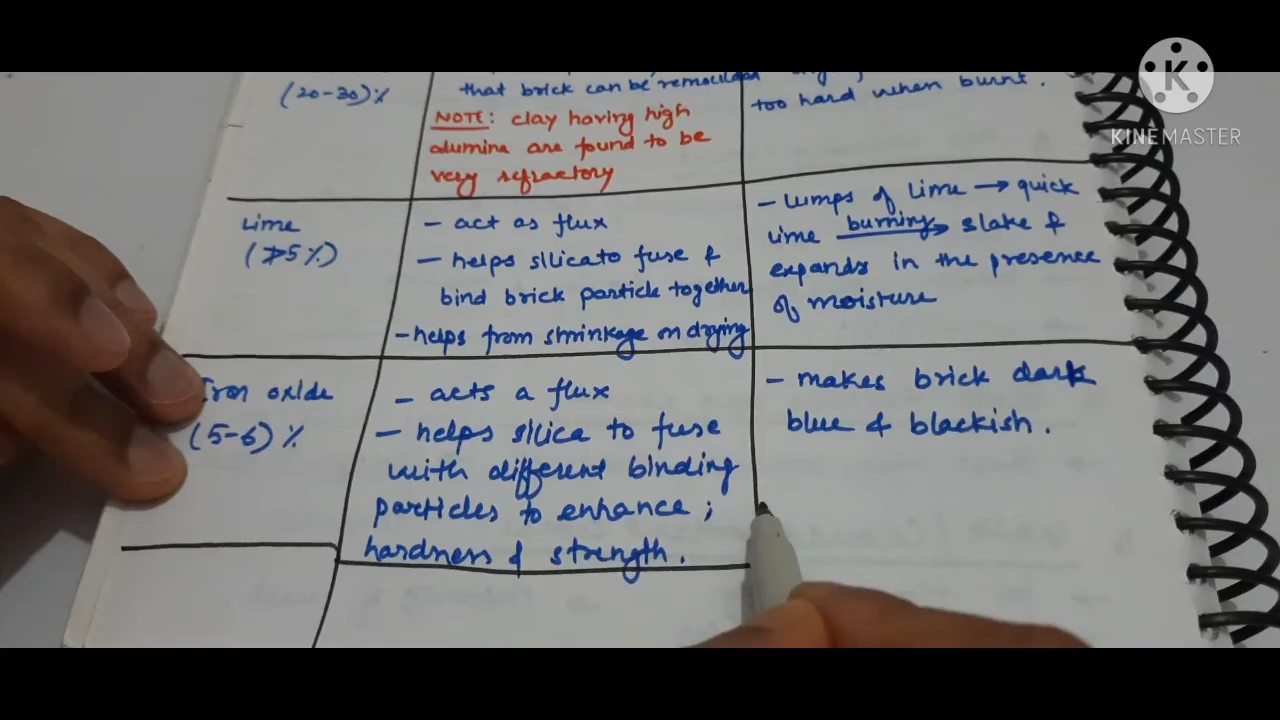 (20-30)%
that brick can be remoulded
too hard when burnt.
NOTE: clay having high
alumina are found to be
very refractory
Lime
(≯5%)
- act as flux
- helps silica to fuse &
bind brick particle together
- helps from shrinkage on drying
- lumps of lime → quick
lime burning → slake &
expands in the presence
of moisture
Iron oxide
(5-6)%
- acts a flux
- helps silica to fuse
with different binding
particles to enhance ;
hardness & strength.
- makes brick dark
blue & blackish.
K
KINEMASTER